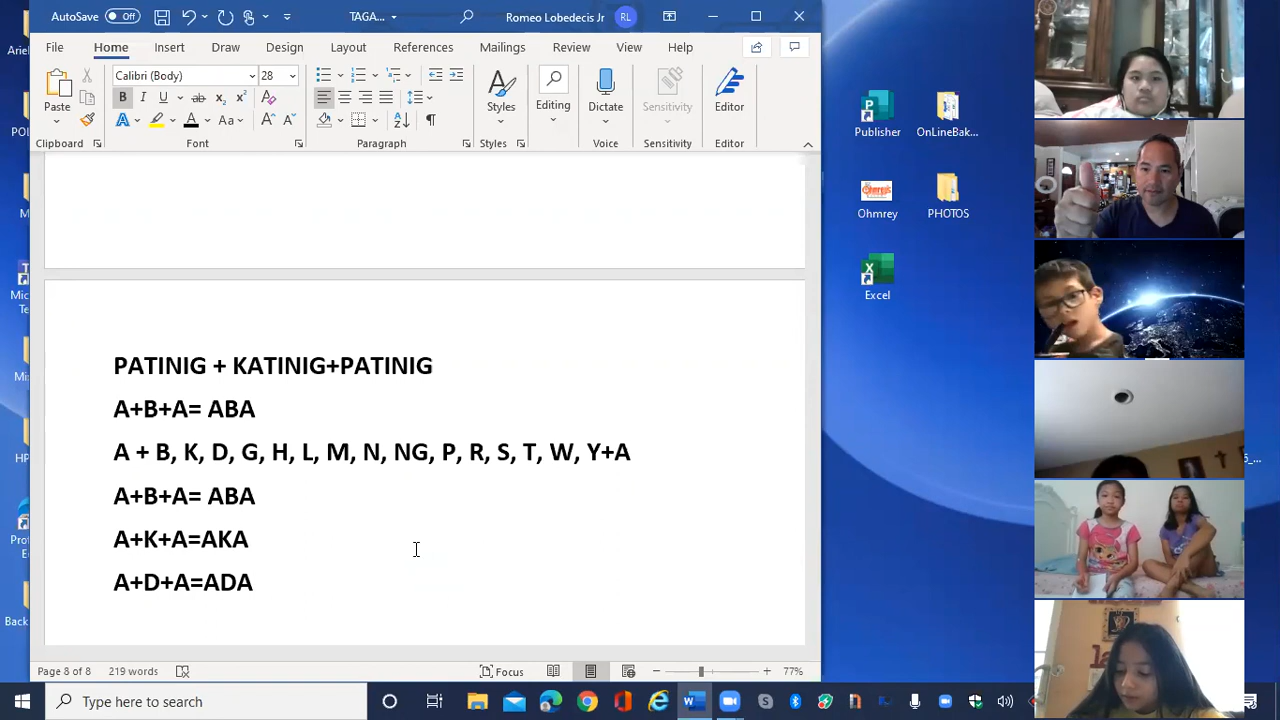 AutoSave Off TAGA... Romeo Lobedecis Jr RL
File Home Insert Draw Design Layout References Mailings Review View Help
Calibri (Body) 28
Paste Styles Editing Dictate Sensitivity Editor
Clipboard Font Paragraph Styles Voice Sensitivity Editor
PATINIG + KATINIG+PATINIG
A+B+A= ABA
A + B, K, D, G, H, L, M, N, NG, P, R, S, T, W, Y+A
A+B+A= ABA
A+K+A=AKA
A+D+A=ADA
Page 8 of 8 219 words Focus 77%
Type here to search
Publisher OnLineBak...
Ohmrey PHOTOS
Excel